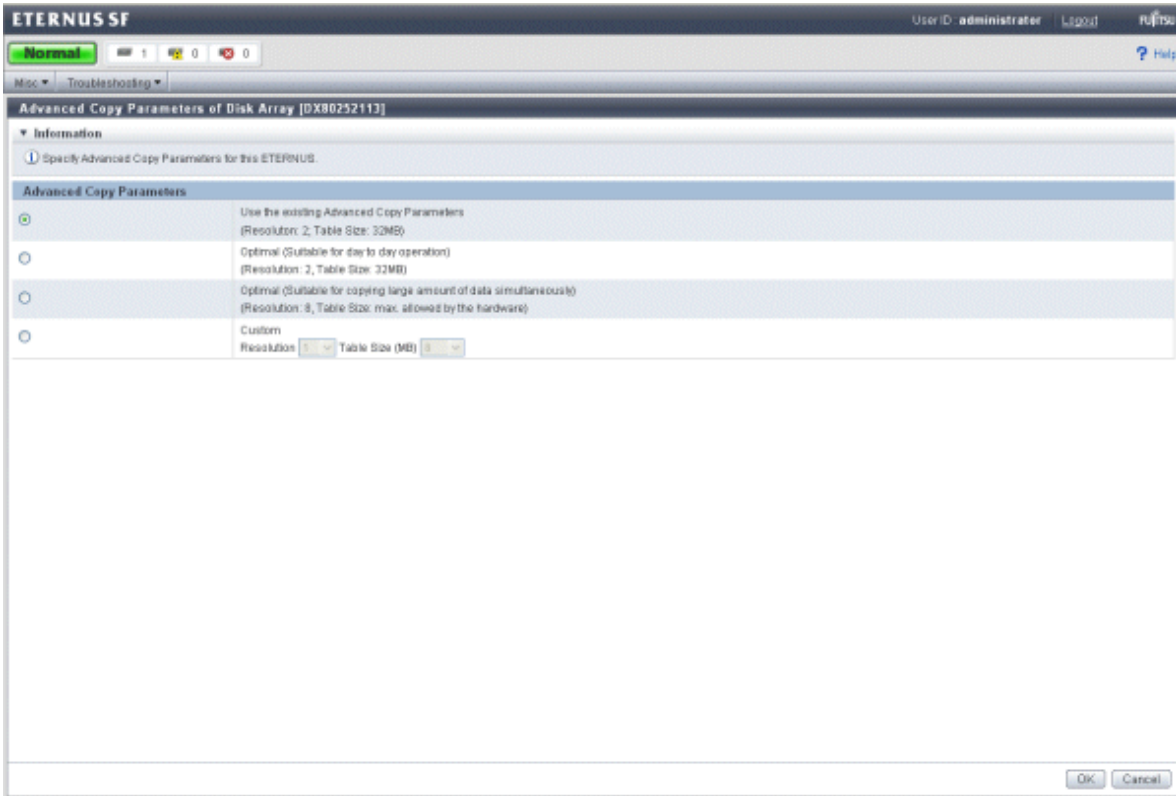 ETERNUS SF
User ID: administrator Logout FUJITSU
Normal 1 0 0 Help
Misc Troubleshooting
Advanced Copy Parameters of Disk Array [DX80252113]
Information
Specify Advanced Copy Parameters for this ETERNUS.
Advanced Copy Parameters
Use the existing Advanced Copy Parameters
(Resoluton: 2, Table Size: 32MB)
Optimal (Suitable for day to day operation)
(Resolution: 2, Table Size: 32MB)
Optimal (Suitable for copying large amount of data simultaneously)
(Resolution: 8, Table Size: max. allowed by the hardware)
Custom
Resolution 1 Table Size (MB) 8
OK Cancel